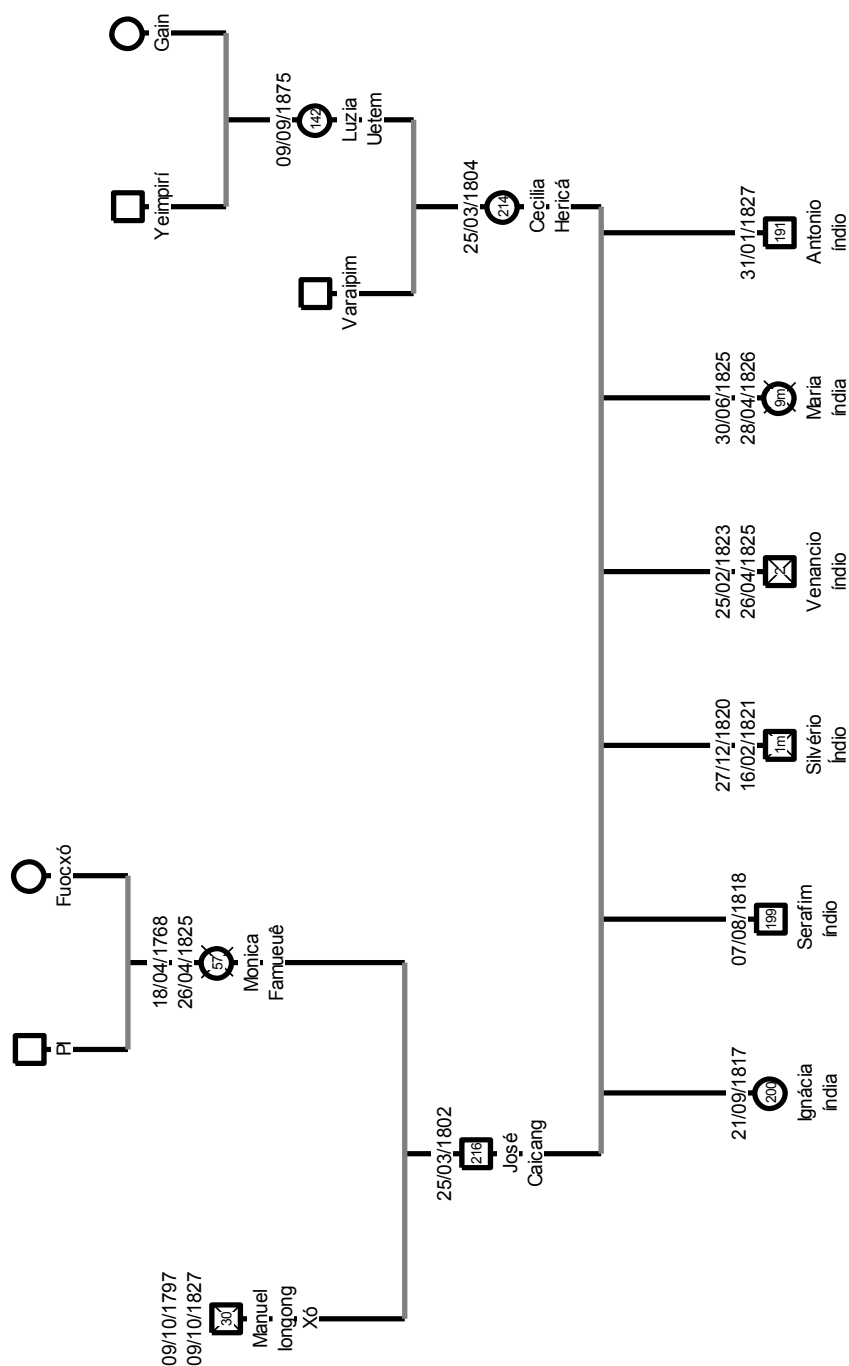 Yeimpirí
Gain
09/09/1875
142
Luzia
Uetem
Varaipim
25/03/1804
214
Cecilia
Hericá
PI
Fuocxó
18/04/1768
26/04/1825
57
Monica
Famueuê
09/10/1797
09/10/1827
30
Manuel
Iongong
Xó
25/03/1802
216
José
Caicang
21/09/1817
200
Ignácia
índia
07/08/1818
199
Serafim
índio
27/12/1820
16/02/1821
1m
Silvério
Índio
25/02/1823
26/04/1825
2
Venancio
índio
30/06/1825
28/04/1826
9m
Maria
índia
31/01/1827
191
Antonio
índio